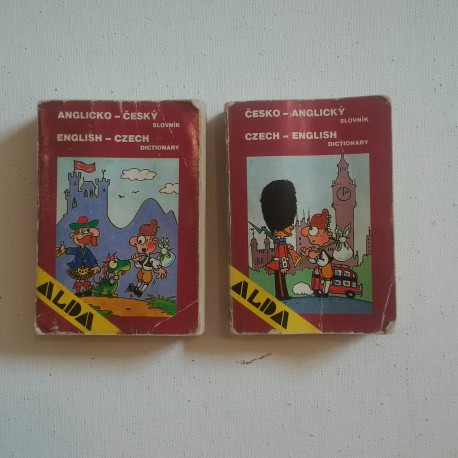 ANGLICKO – ČESKÝ
SLOVNÍK
ENGLISH – CZECH
DICTIONARY
ALDA
ČESKO – ANGLICKÝ
SLOVNÍK
CZECH – ENGLISH
DICTIONARY
ALDA